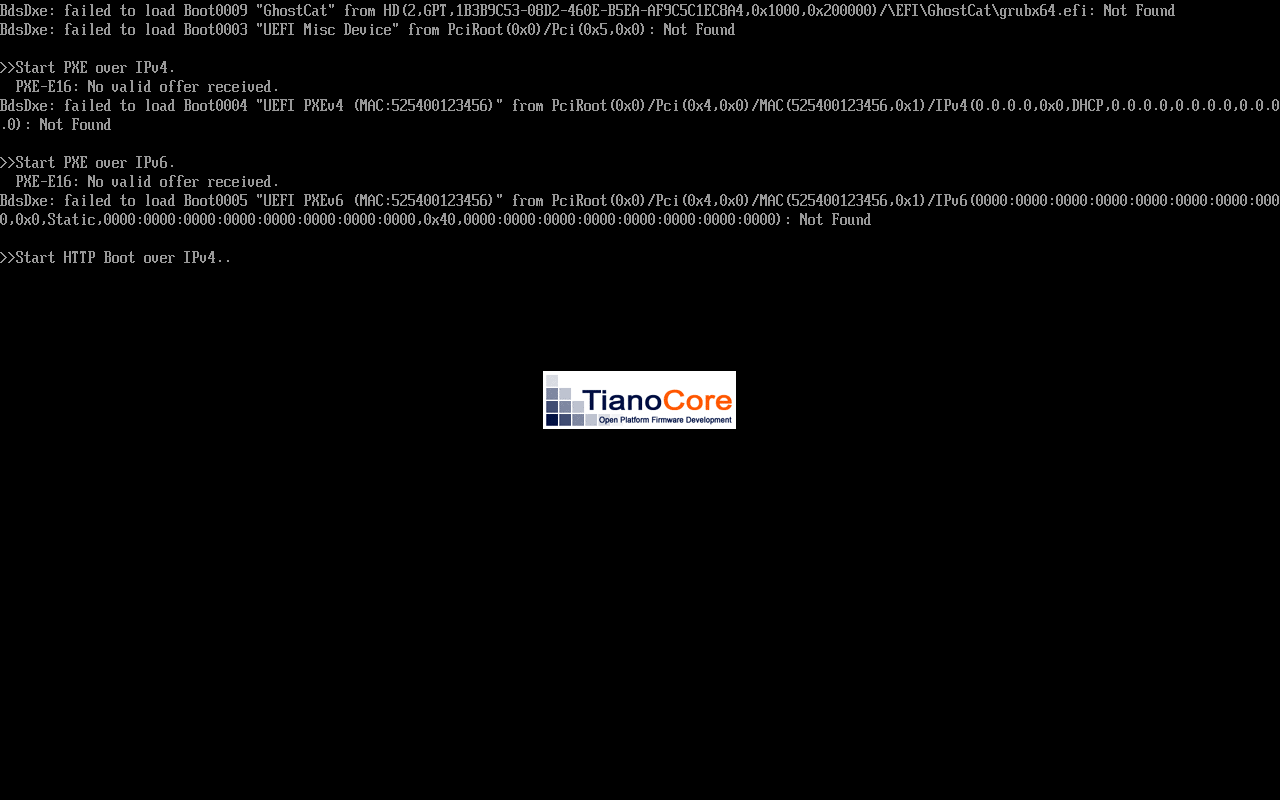 BdsDxe: failed to load Boot0009 "GhostCat" from HD(2,GPT,1B3B9C53-08D2-460E-B5EA-AF9C5C1EC8A4,0x1000,0x200000)/\EFI\GhostCat\grubx64.efi: Not Found
BdsDxe: failed to load Boot0003 "UEFI Misc Device" from PciRoot(0x0)/Pci(0x5,0x0): Not Found
>>Start PXE over IPv4.
PXE-E16: No valid offer received.
BdsDxe: failed to load Boot0004 "UEFI PXEv4 (MAC:525400123456)" from PciRoot(0x0)/Pci(0x4,0x0)/MAC(525400123456,0x1)/IPv4(0.0.0.0,0x0,DHCP,0.0.0.0,0.0.0.0,0.0.0
.0): Not Found
>>Start PXE over IPv6.
PXE-E16: No valid offer received.
BdsDxe: failed to load Boot0005 "UEFI PXEv6 (MAC:525400123456)" from PciRoot(0x0)/Pci(0x4,0x0)/MAC(525400123456,0x1)/IPv6(0000:0000:0000:0000:0000:0000:0000:000
0,0x0,Static,0000:0000:0000:0000:0000:0000:0000:0000,0x40,0000:0000:0000:0000:0000:0000:0000:0000): Not Found
>>Start HTTP Boot over IPv4..
TianoCore
Open Platform Firmware Development